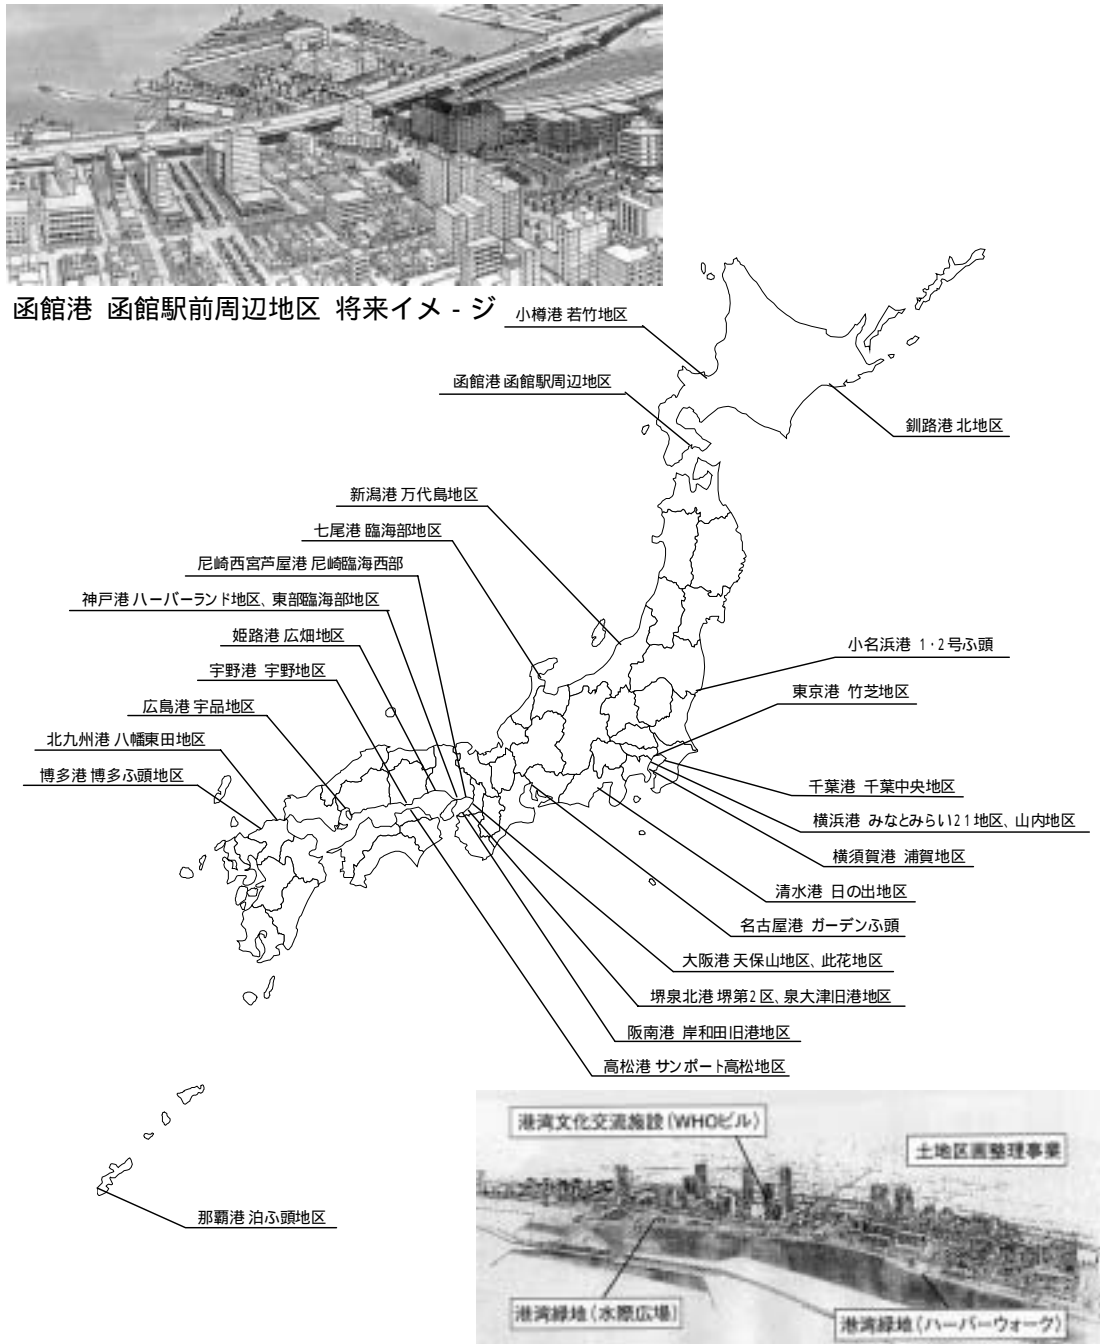 函館港 函館駅前周辺地区 将来イメ - ジ
小樽港 若竹地区
函館港 函館駅周辺地区
釧路港 北地区
新潟港 万代島地区
七尾港 臨海部地区
尼崎西宮芦屋港 尼崎臨海西部
神戸港 ハーバーランド地区、東部臨海部地区
姫路港 広畑地区
宇野港 宇野地区
広島港 宇品地区
北九州港 八幡東田地区
博多港 博多ふ頭地区
小名浜港 1・2号ふ頭
東京港 竹芝地区
千葉港 千葉中央地区
横浜港 みなとみらい21地区、山内地区
横須賀港 浦賀地区
清水港 日の出地区
名古屋港 ガーデンふ頭
大阪港 天保山地区、此花地区
堺泉北港 堺第2区、泉大津旧港地区
阪南港 岸和田旧港地区
高松港 サンポート高松地区
那覇港 泊ふ頭地区
港湾文化交流施設(WHOビル)
土地区画整理事業
港湾緑地(水際広場)
港湾緑地(ハーバーウォーク)